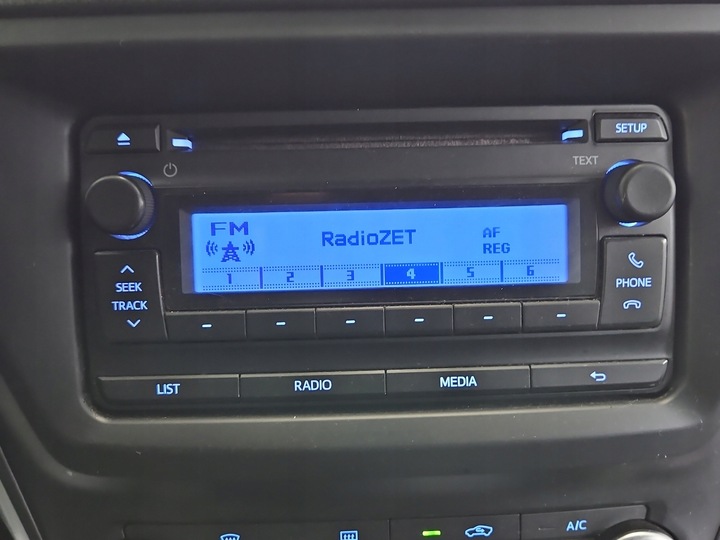 SETUP
TEXT
FM
RadioZET
AF
REG
1 2 3 4 5 6
SEEK
TRACK
PHONE
LIST RADIO MEDIA
A/C